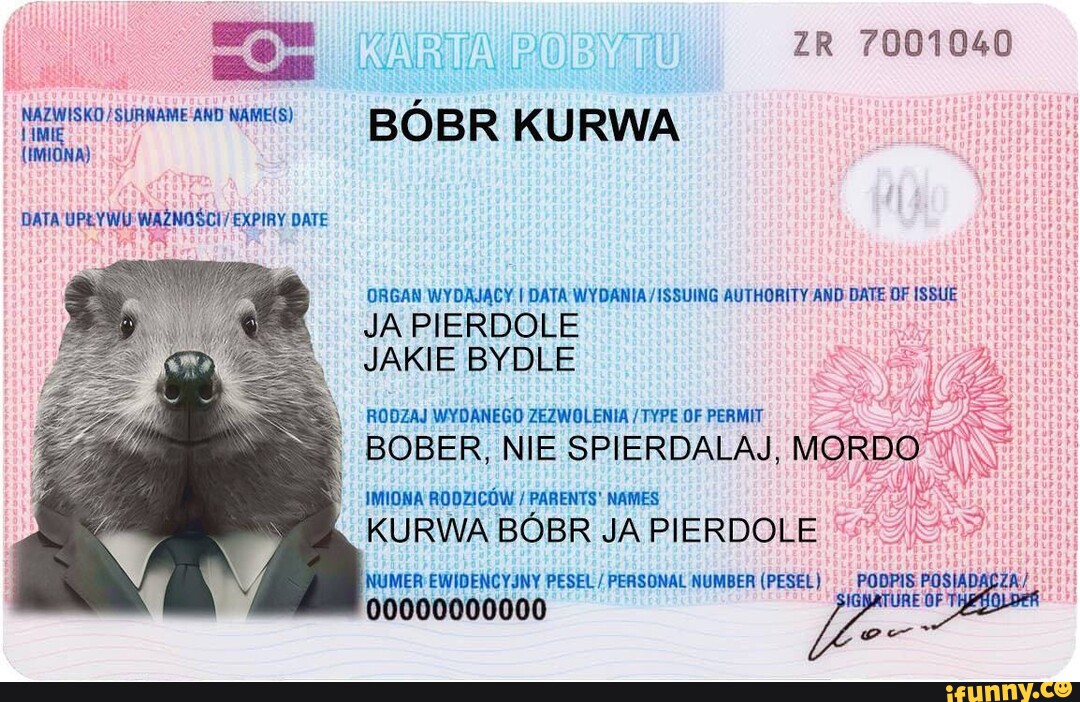 KARTA POBYTU
ZR 7001040
NAZWISKO / SURNAME AND NAME(S)
I IMIĘ
(IMIONA)
BÓBR KURWA
DATA UPŁYWU WAŻNOŚCI / EXPIRY DATE
ORGAN WYDAJĄCY I DATA WYDANIA / ISSUING AUTHORITY AND DATE OF ISSUE
JA PIERDOLE
JAKIE BYDLE
RODZAJ WYDANEGO ZEZWOLENIA / TYPE OF PERMIT
BOBER, NIE SPIERDALAJ, MORDO
IMIONA RODZICÓW / PARENTS' NAMES
KURWA BÓBR JA PIERDOLE
NUMER EWIDENCYJNY PESEL / PERSONAL NUMBER (PESEL)
00000000000
PODPIS POSIADACZA /
SIGNATURE OF THE HOLDER
ifunny.co